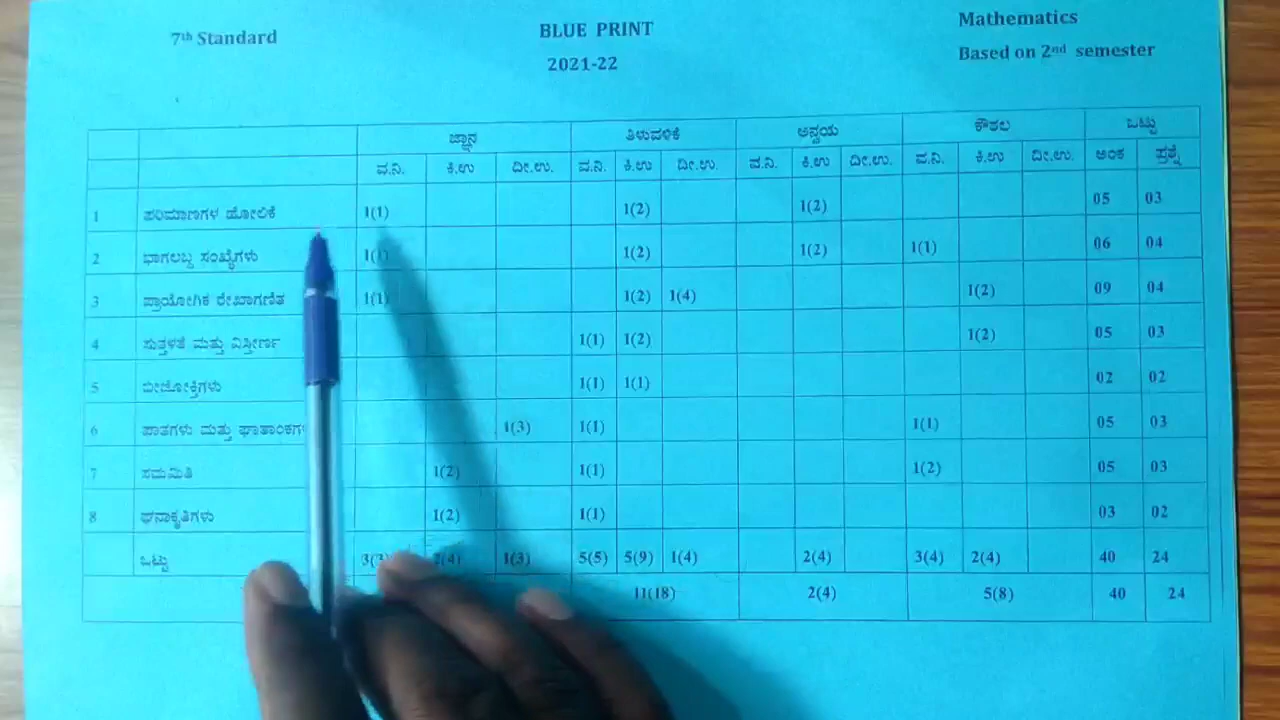 7th Standard
BLUE PRINT
Mathematics
2021-22
Based on 2nd semester
ಜ್ಞಾನ ತಿಳುವಳಿಕೆ ಅನ್ವಯ ಕೌಶಲ ಒಟ್ಟು
ವ.ನಿ. ಕಿ.ಉ ದೀ.ಉ. ವ.ನಿ. ಕಿ.ಉ ದೀ.ಉ. ವ.ನಿ. ಕಿ.ಉ ದೀ.ಉ. ವ.ನಿ. ಕಿ.ಉ ದೀ.ಉ. ಅಂಕ ಪ್ರಶ್ನೆ
1 ಪರಿಮಾಣಗಳ ಹೋಲಿಕೆ 1(1) 1(2) 1(2) 05 03
2 ಭಾಗಲಬ್ದ ಸಂಖ್ಯೆಗಳು 1(1) 1(2) 1(2) 1(1) 06 04
3 ಪ್ರಾಯೋಗಿಕ ರೇಖಾಗಣಿತ 1(1) 1(2) 1(4) 1(2) 09 04
4 ಸುತ್ತಳತೆ ಮತ್ತು ವಿಸ್ತೀರ್ಣ 1(1) 1(2) 1(2) 05 03
5 ಬೀಜೋಕ್ತಿಗಳು 1(1) 1(1) 02 02
6 ಪಾತಗಳು ಮತ್ತು 1(3) 1(1) 1(1) 05 03
7 ಸಮಮಿತಿ 1(2) 1(1) 1(2) 05 03
8 ಘನಾಕೃತಿಗಳು 1(2) 1(1) 03 02
ಒಟ್ಟು 3(3) 2(4) 1(3) 5(5) 5(9) 1(4) 2(4) 3(4) 2(4) 40 24
11(18) 2(4) 5(8) 40 24